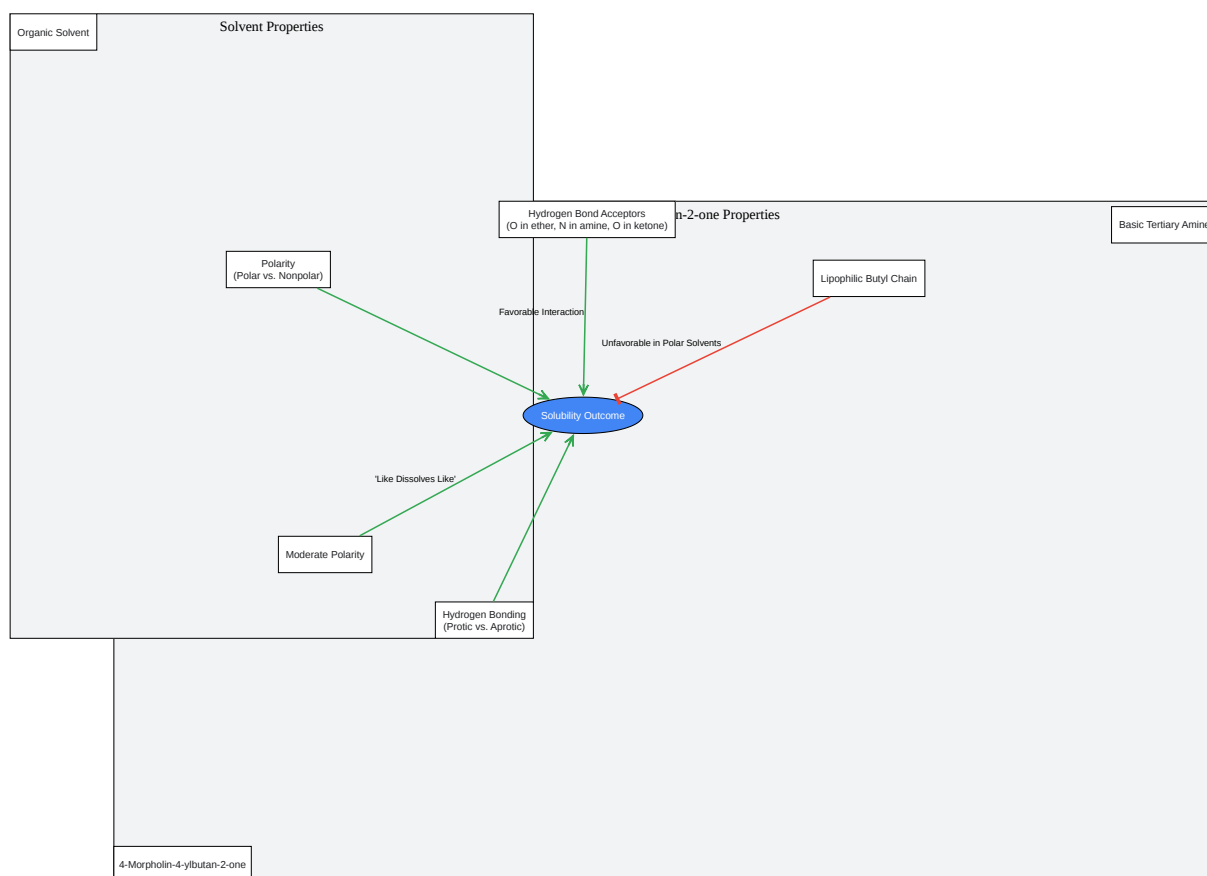 Solvent Properties
Organic Solvent
Hydrogen Bond Acceptors
(O in ether, N in amine, O in ketone)
n-2-one Properties
Basic Tertiary Amine
Polarity
(Polar vs. Nonpolar)
Lipophilic Butyl Chain
Favorable Interaction
Unfavorable in Polar Solvents
Solubility Outcome
'Like Dissolves Like'
Moderate Polarity
Hydrogen Bonding
(Protic vs. Aprotic)
4-Morpholin-4-ylbutan-2-one